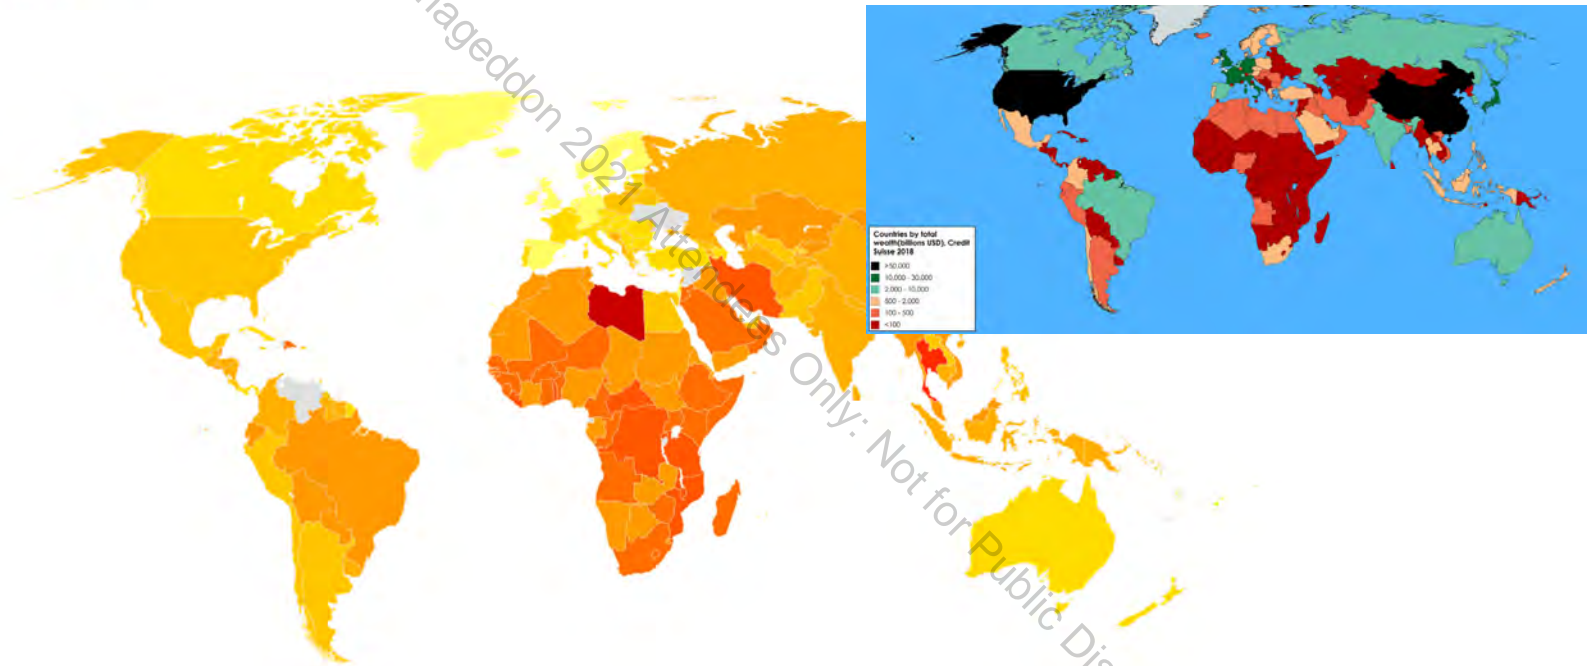 ageddon 2021 Attendees Only: Not for Public Dis
Countries by total
wealth(billions USD), Credit
Suisse 2018
>50,000
10,000 - 30,000
2,000 - 10,000
500 - 2,000
100 - 500
<100